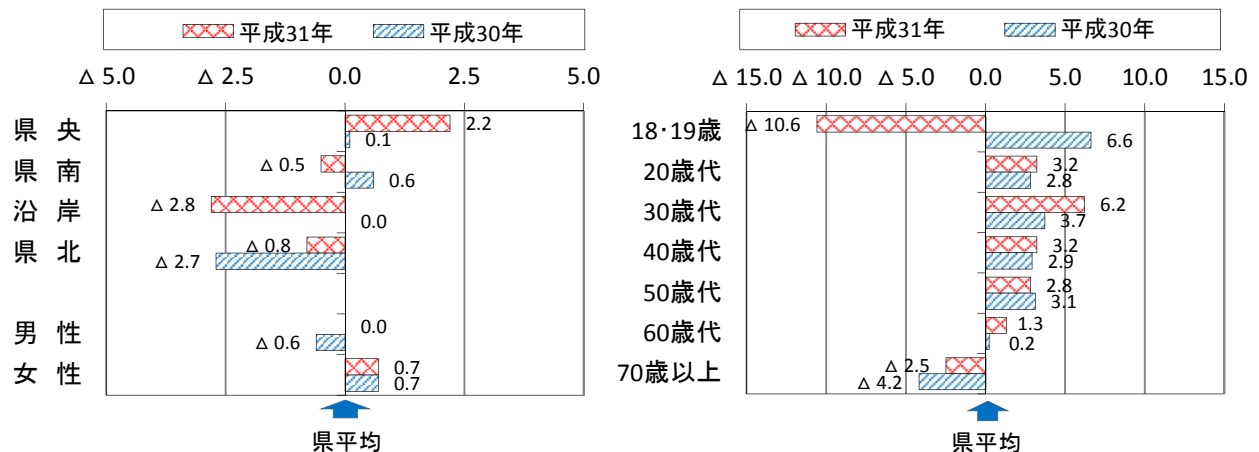 平成31年 平成30年
△ 5.0 △ 2.5 0.0 2.5 5.0
県央 2.2
0.1
県南 △ 0.5
0.6
沿岸 △ 2.8
0.0
県北 △ 0.8
△ 2.7
男性 0.0
△ 0.6
女性 0.7
0.7
県平均
平成31年 平成30年
△ 15.0 △ 10.0 △ 5.0 0.0 5.0 10.0 15.0
18・19歳 △ 10.6
6.6
20歳代 3.2
2.8
30歳代 6.2
3.7
40歳代 3.2
2.9
50歳代 2.8
3.1
60歳代 1.3
0.2
70歳以上 △ 2.5
△ 4.2
県平均